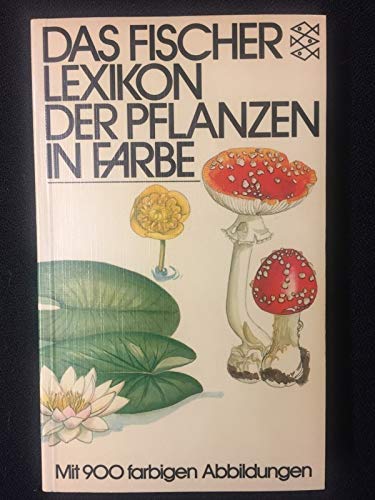 DAS FISCHER
LEXIKON
DER PFLANZEN
IN FARBE
Mit 900 farbigen Abbildungen